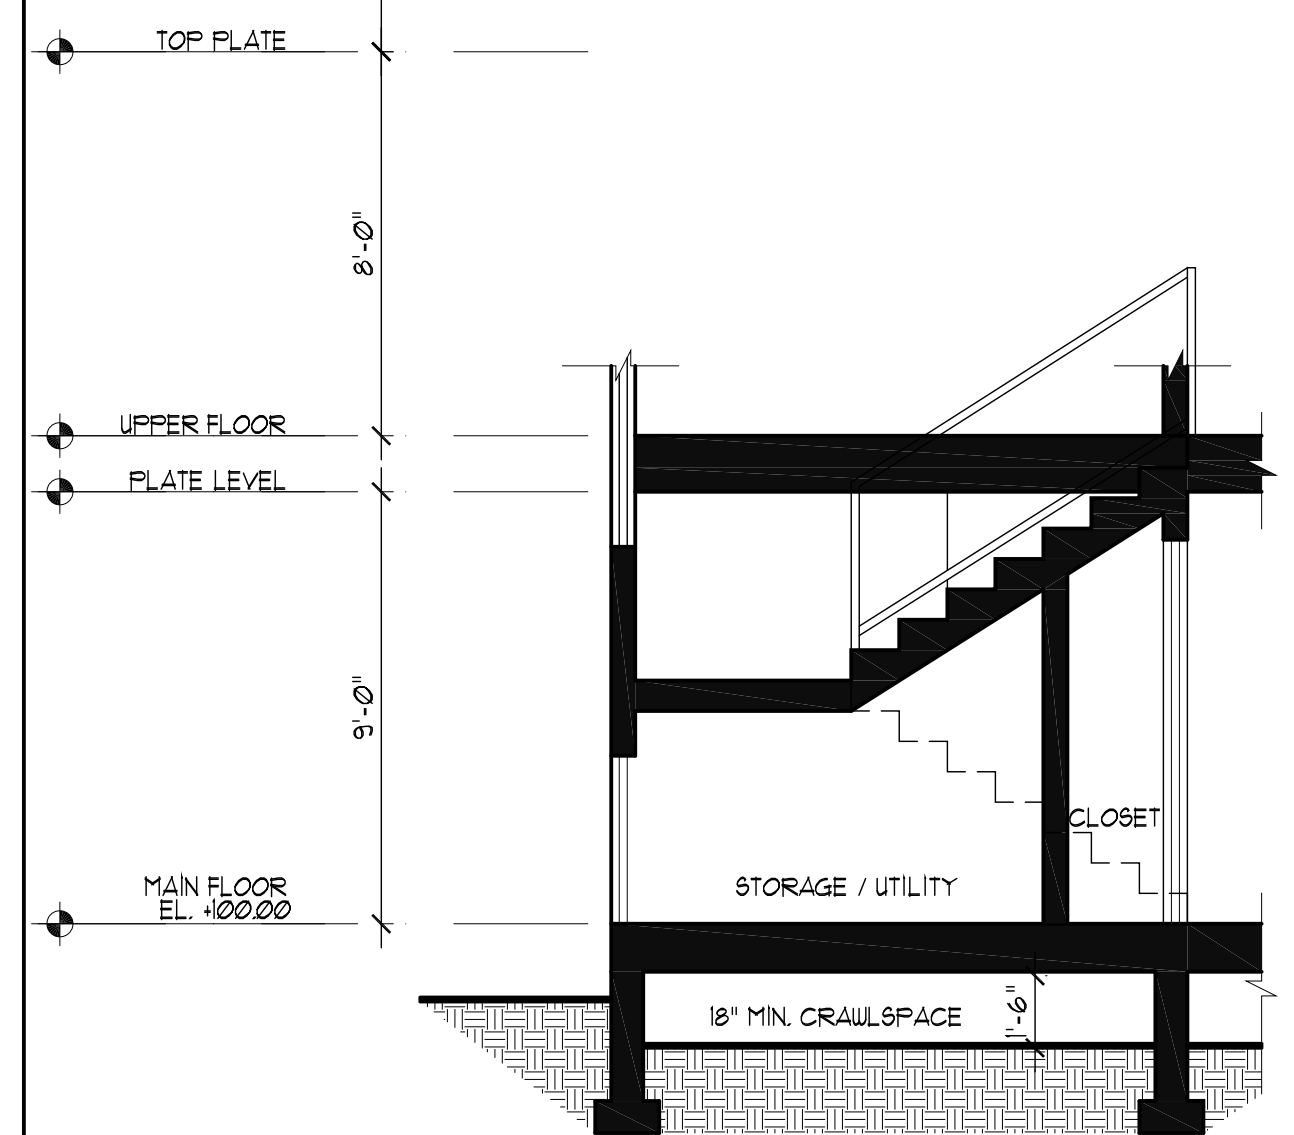 TOP PLATE
8'-0"
UPPER FLOOR
PLATE LEVEL
9'-0"
CLOSET
MAIN FLOOR
EL. +100.00
STORAGE / UTILITY
18" MIN. CRAWLSPACE
1'-6"